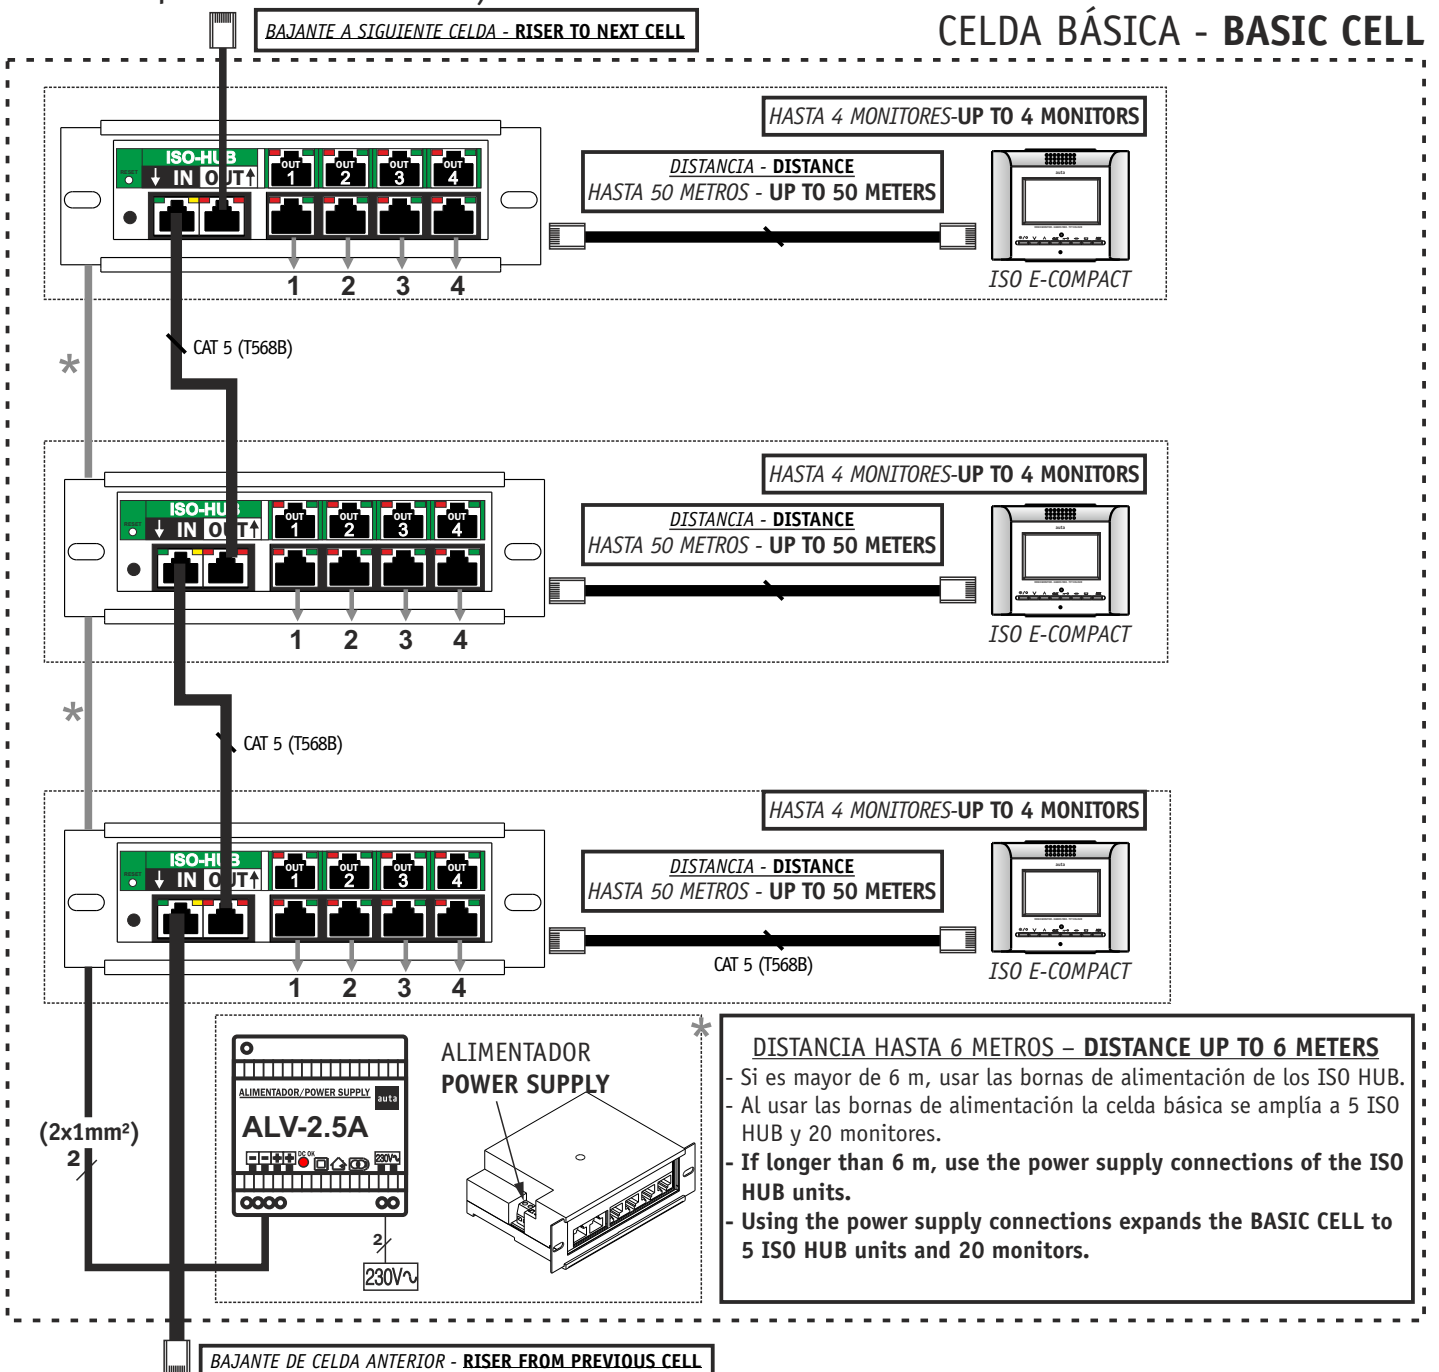 BAJANTE A SIGUIENTE CELDA - RISER TO NEXT CELL
CELDA BÁSICA - BASIC CELL
HASTA 4 MONITORES-UP TO 4 MONITORS
ISO-HUB
RESET
↓ IN OUT↑
OUT 1
OUT 2
OUT 3
OUT 4
DISTANCIA - DISTANCE
HASTA 50 METROS - UP TO 50 METERS
auta
1 2 3 4
ISO E-COMPACT
CAT 5 (T568B)
*
HASTA 4 MONITORES-UP TO 4 MONITORS
ISO-HUB
RESET
↓ IN OUT↑
OUT 1
OUT 2
OUT 3
OUT 4
DISTANCIA - DISTANCE
HASTA 50 METROS - UP TO 50 METERS
auta
1 2 3 4
ISO E-COMPACT
*
CAT 5 (T568B)
HASTA 4 MONITORES-UP TO 4 MONITORS
ISO-HUB
RESET
↓ IN OUT↑
OUT 1
OUT 2
OUT 3
OUT 4
DISTANCIA - DISTANCE
HASTA 50 METROS - UP TO 50 METERS
auta
CAT 5 (T568B)
1 2 3 4
ISO E-COMPACT
(2x1mm²)
2
ALIMENTADOR/POWER SUPPLY
auta
ALV-2.5A
- - + + DC OK 230V~
2
230V~
ALIMENTADOR
POWER SUPPLY
*
DISTANCIA HASTA 6 METROS – DISTANCE UP TO 6 METERS
- Si es mayor de 6 m, usar las bornas de alimentación de los ISO HUB.
- Al usar las bornas de alimentación la celda básica se amplía a 5 ISO
HUB y 20 monitores.
- If longer than 6 m, use the power supply connections of the ISO
HUB units.
- Using the power supply connections expands the BASIC CELL to
5 ISO HUB units and 20 monitors.
BAJANTE DE CELDA ANTERIOR - RISER FROM PREVIOUS CELL